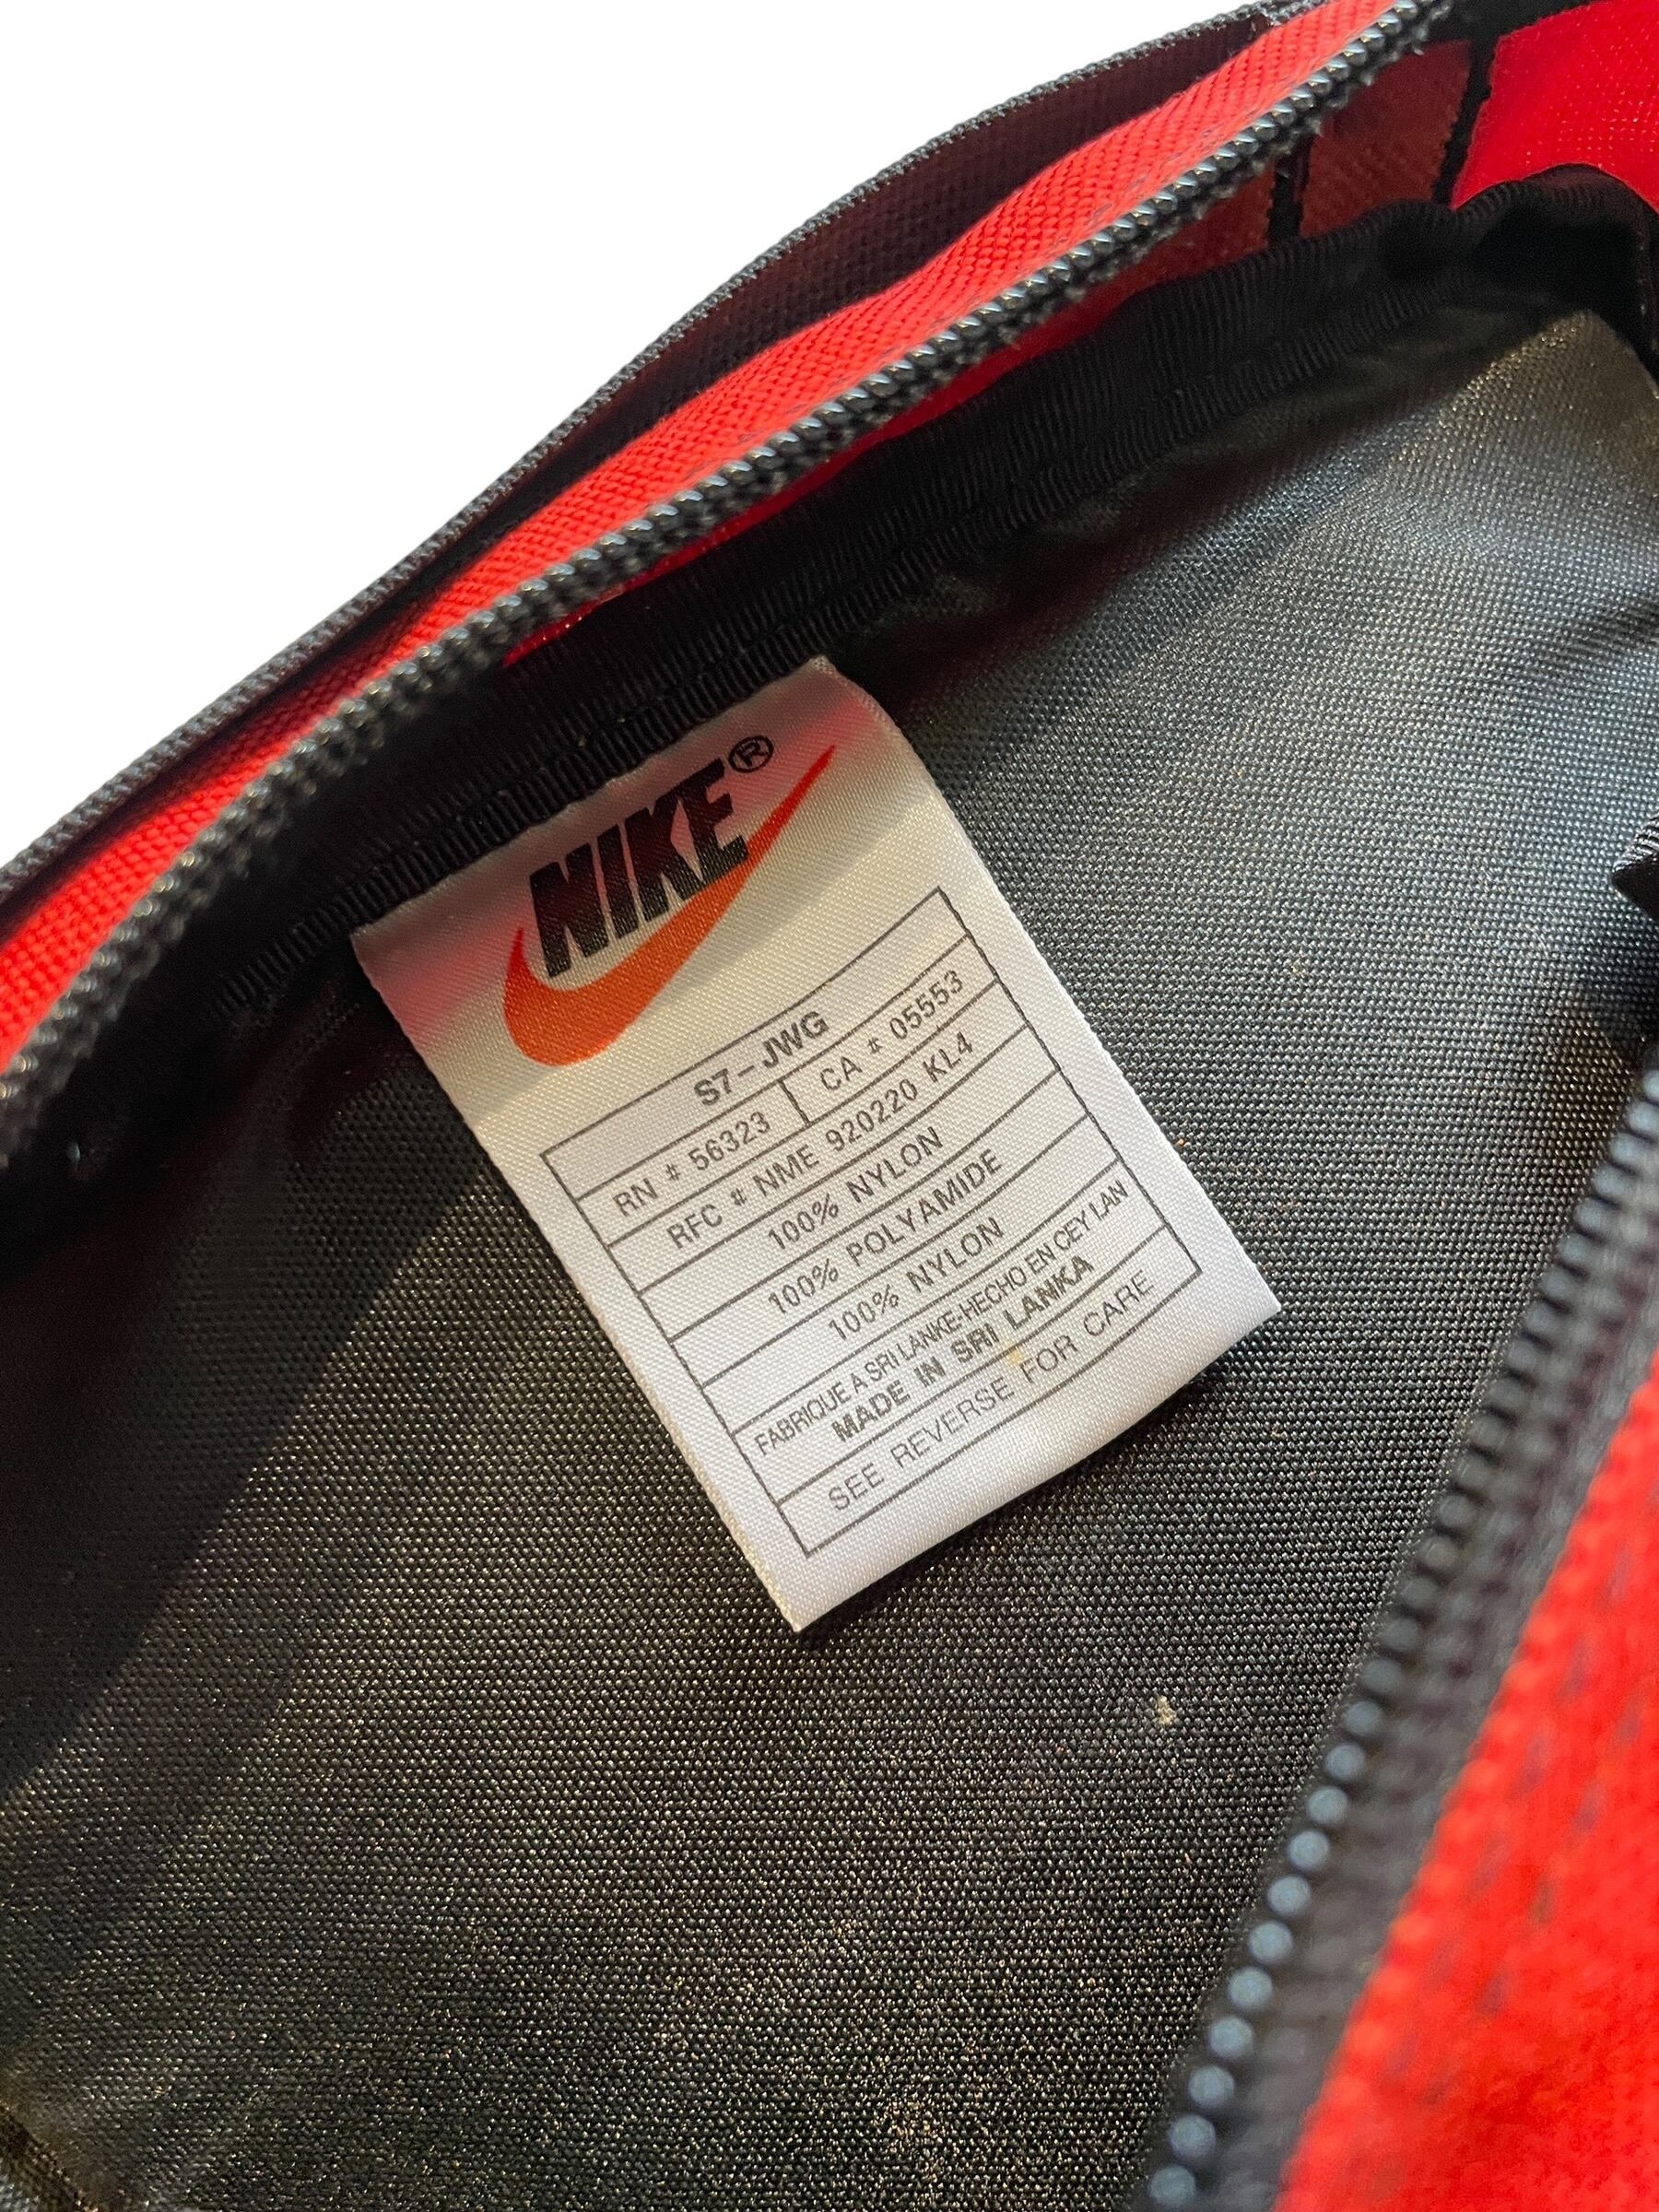 NIKE®
S7-JWG
RN # 56323 CA # 05553
RFC # NME 920220 KL4
100% NYLON
100% POLYAMIDE
100% NYLON
FABRIQUE A SRI LANKE-HECHO EN CEY LAN
MADE IN SRI LANKA
SEE REVERSE FOR CARE